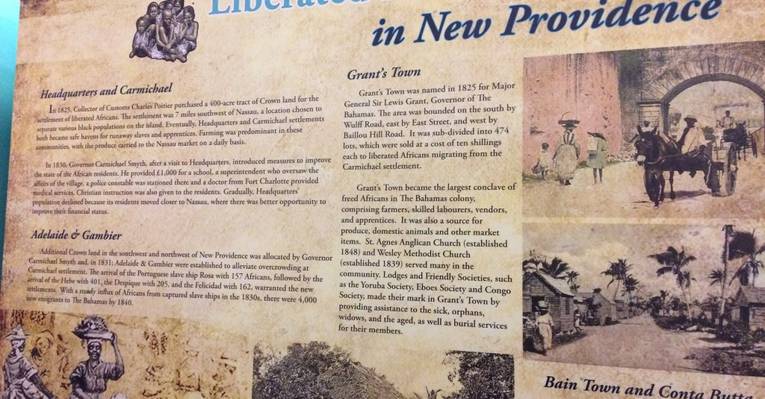 Liberated
in New Providence
Headquarters and Carmichael
In 1825, Collector of Customs Charles Poitier purchased a 400-acre tract of Crown land for the
settlement of liberated Africans. The settlement was 7 miles southwest of Nassau, a location chosen to
separate various black populations on the island. Eventually, Headquarters and Carmichael settlements
both became safe havens for runaway slaves and apprentices. Farming was predominant in these
communities, with the produce carried to the Nassau market on a daily basis.
In 1830, Governor Carmichael Smyth, after a visit to Headquarters, introduced measures to improve
the state of the African residents. He provided £1,000 for a school, a superintendent who oversaw the
affairs of the village, a police constable was stationed there and a doctor from Fort Charlotte provided
medical services. Christian instruction was also given to the residents. Gradually, Headquarters'
population declined because its residents moved closer to Nassau, where there was better opportunity to
improve their financial status.
Adelaide & Gambier
Additional Crown land in the southwest and northwest of New Providence was allocated by Governor
Carmichael Smyth and, in 1831; Adelaide & Gambier were established to alleviate overcrowding at
Carmichael settlement. The arrival of the Portuguese slave ship Rosa with 157 Africans, followed by the
arrival of the Hebe with 401, the Despique with 205, and the Felicidad with 162, warranted the new
settlements. With a steady influx of Africans from captured slave ships in the 1830s, there were 4,000
new emigrants to The Bahamas by 1840.
Grant's Town
Grant's Town was named in 1825 for Major
General Sir Lewis Grant, Governor of The
Bahamas. The area was bounded on the south by
Wulff Road, east by East Street, and west by
Baillou Hill Road. It was sub-divided into 474
lots, which were sold at a cost of ten shillings
each to liberated Africans migrating from the
Carmichael settlement.
Grant's Town became the largest conclave of
freed Africans in The Bahamas colony,
comprising farmers, skilled labourers, vendors,
and apprentices. It was also a source for
produce, domestic animals and other market
items. St. Agnes Anglican Church (established
1848) and Wesley Methodist Church
(established 1839) served many in the
community. Lodges and Friendly Societies, such
as the Yoruba Society, Eboes Society and Congo
Society, made their mark in Grant's Town by
providing assistance to the sick, orphans,
widows, and the aged, as well as burial services
for their members.
Bain Town and Conta Butta